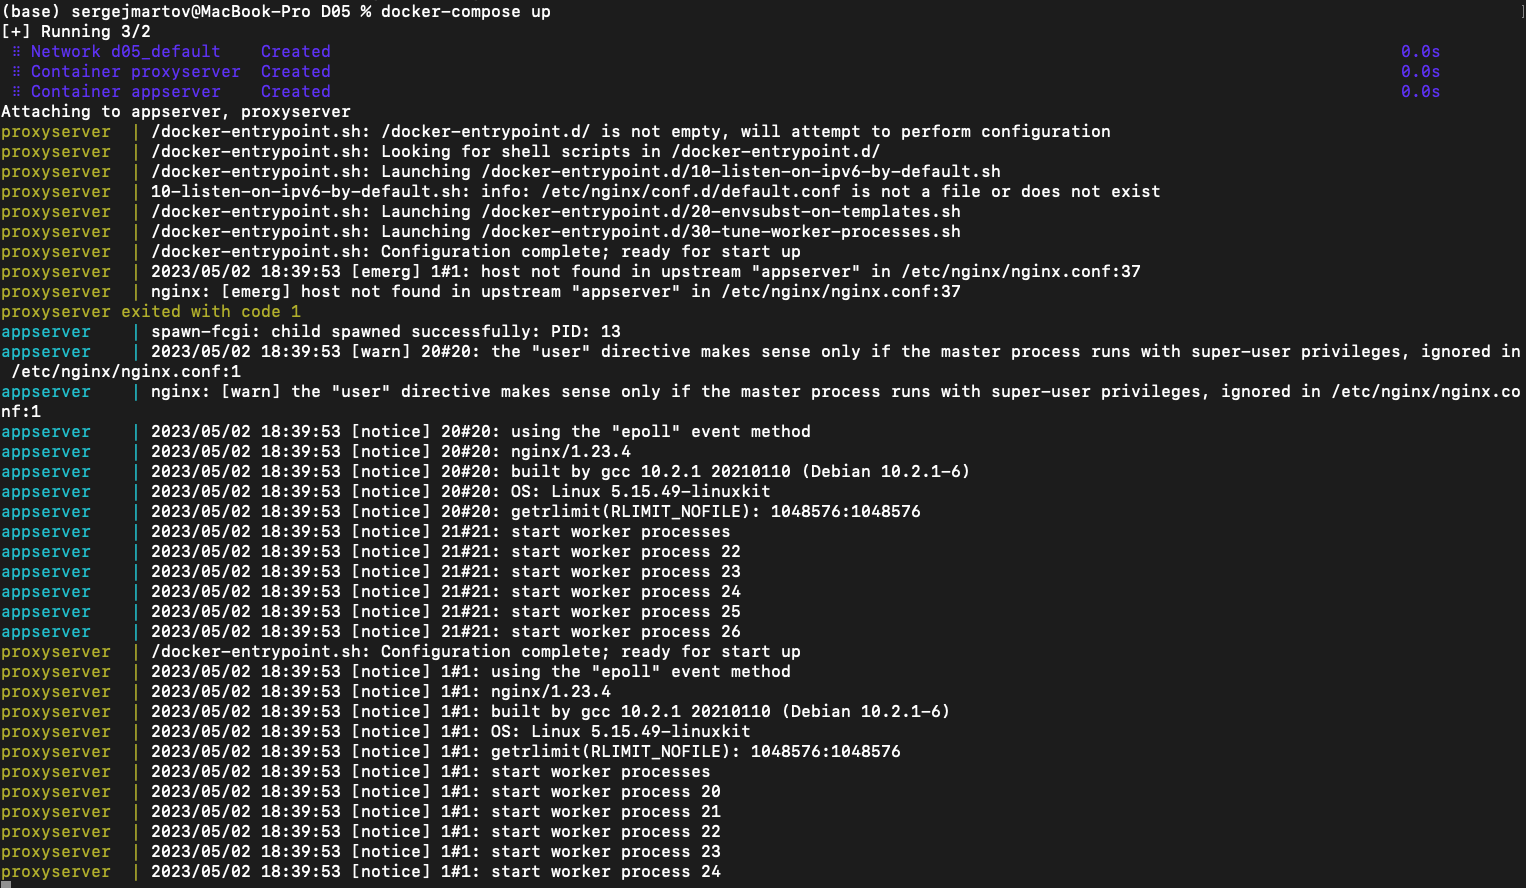 (base) sergejmartov@MacBook-Pro D05 % docker-compose up
[+] Running 3/2
⠿ Network d05_default    Created    0.0s
⠿ Container proxyserver  Created    0.0s
⠿ Container appserver    Created    0.0s
Attaching to appserver, proxyserver
proxyserver  | /docker-entrypoint.sh: /docker-entrypoint.d/ is not empty, will attempt to perform configuration
proxyserver  | /docker-entrypoint.sh: Looking for shell scripts in /docker-entrypoint.d/
proxyserver  | /docker-entrypoint.sh: Launching /docker-entrypoint.d/10-listen-on-ipv6-by-default.sh
proxyserver  | 10-listen-on-ipv6-by-default.sh: info: /etc/nginx/conf.d/default.conf is not a file or does not exist
proxyserver  | /docker-entrypoint.sh: Launching /docker-entrypoint.d/20-envsubst-on-templates.sh
proxyserver  | /docker-entrypoint.sh: Launching /docker-entrypoint.d/30-tune-worker-processes.sh
proxyserver  | /docker-entrypoint.sh: Configuration complete; ready for start up
proxyserver  | 2023/05/02 18:39:53 [emerg] 1#1: host not found in upstream "appserver" in /etc/nginx/nginx.conf:37
proxyserver  | nginx: [emerg] host not found in upstream "appserver" in /etc/nginx/nginx.conf:37
proxyserver exited with code 1
appserver    | spawn-fcgi: child spawned successfully: PID: 13
appserver    | 2023/05/02 18:39:53 [warn] 20#20: the "user" directive makes sense only if the master process runs with super-user privileges, ignored in
/etc/nginx/nginx.conf:1
appserver    | nginx: [warn] the "user" directive makes sense only if the master process runs with super-user privileges, ignored in /etc/nginx/nginx.co
nf:1
appserver    | 2023/05/02 18:39:53 [notice] 20#20: using the "epoll" event method
appserver    | 2023/05/02 18:39:53 [notice] 20#20: nginx/1.23.4
appserver    | 2023/05/02 18:39:53 [notice] 20#20: built by gcc 10.2.1 20210110 (Debian 10.2.1-6)
appserver    | 2023/05/02 18:39:53 [notice] 20#20: OS: Linux 5.15.49-linuxkit
appserver    | 2023/05/02 18:39:53 [notice] 20#20: getrlimit(RLIMIT_NOFILE): 1048576:1048576
appserver    | 2023/05/02 18:39:53 [notice] 21#21: start worker processes
appserver    | 2023/05/02 18:39:53 [notice] 21#21: start worker process 22
appserver    | 2023/05/02 18:39:53 [notice] 21#21: start worker process 23
appserver    | 2023/05/02 18:39:53 [notice] 21#21: start worker process 24
appserver    | 2023/05/02 18:39:53 [notice] 21#21: start worker process 25
appserver    | 2023/05/02 18:39:53 [notice] 21#21: start worker process 26
proxyserver  | /docker-entrypoint.sh: Configuration complete; ready for start up
proxyserver  | 2023/05/02 18:39:53 [notice] 1#1: using the "epoll" event method
proxyserver  | 2023/05/02 18:39:53 [notice] 1#1: nginx/1.23.4
proxyserver  | 2023/05/02 18:39:53 [notice] 1#1: built by gcc 10.2.1 20210110 (Debian 10.2.1-6)
proxyserver  | 2023/05/02 18:39:53 [notice] 1#1: OS: Linux 5.15.49-linuxkit
proxyserver  | 2023/05/02 18:39:53 [notice] 1#1: getrlimit(RLIMIT_NOFILE): 1048576:1048576
proxyserver  | 2023/05/02 18:39:53 [notice] 1#1: start worker processes
proxyserver  | 2023/05/02 18:39:53 [notice] 1#1: start worker process 20
proxyserver  | 2023/05/02 18:39:53 [notice] 1#1: start worker process 21
proxyserver  | 2023/05/02 18:39:53 [notice] 1#1: start worker process 22
proxyserver  | 2023/05/02 18:39:53 [notice] 1#1: start worker process 23
proxyserver  | 2023/05/02 18:39:53 [notice] 1#1: start worker process 24